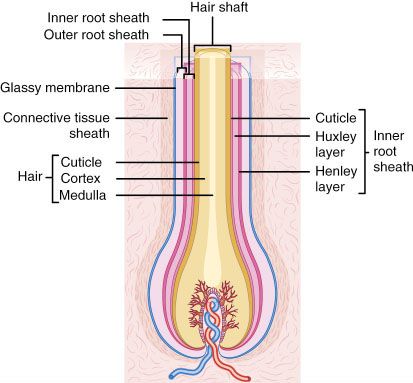 Hair shaft
Inner root sheath
Outer root sheath
Glassy membrane
Connective tissue
sheath
Hair
Cuticle
Cortex
Medulla
Cuticle
Huxley
layer
Henley
layer
Inner
root
sheath